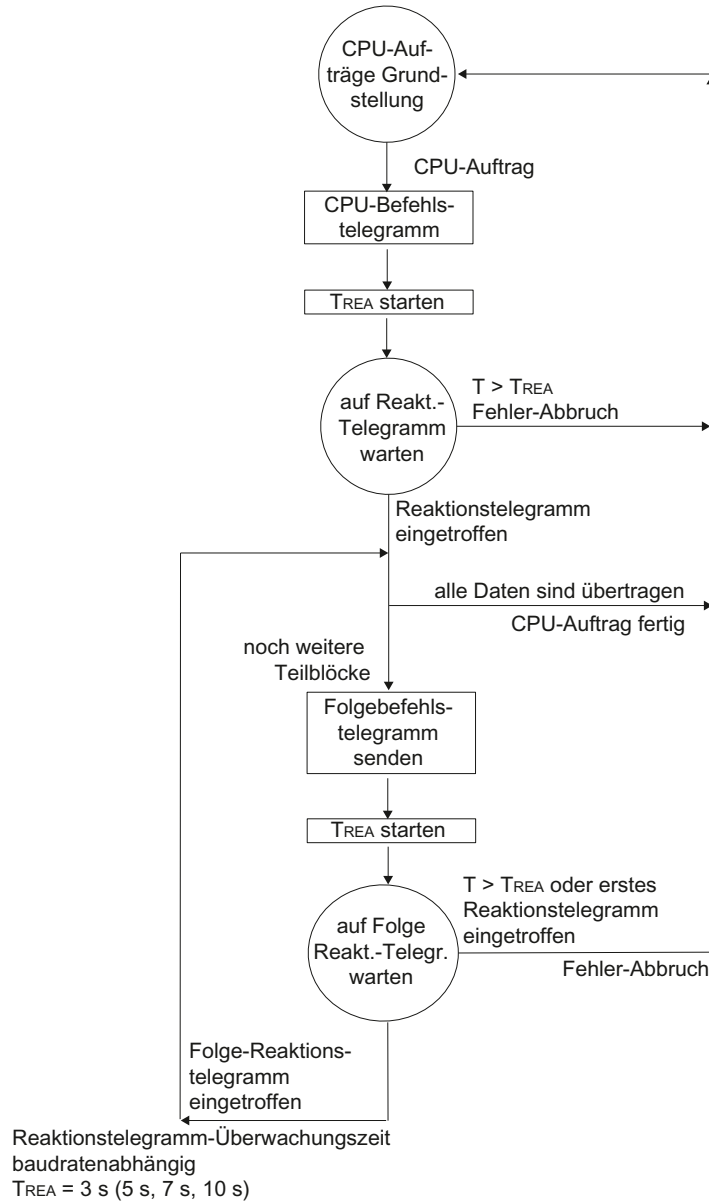 CPU-Auf-
träge Grund-
stellung
CPU-Auftrag
CPU-Befehls-
telegramm
TREA starten
auf Reakt.-
Telegramm
warten
T > TREA
Fehler-Abbruch
Reaktionstelegramm
eingetroffen
alle Daten sind übertragen
CPU-Auftrag fertig
noch weitere
Teilblöcke
Folgebefehls-
telegramm
senden
TREA starten
auf Folge
Reakt.-Telegr.
warten
T > TREA oder erstes
Reaktionstelegramm
eingetroffen
Fehler-Abbruch
Folge-Reaktions-
telegramm
eingetroffen
Reaktionstelegramm-Überwachungszeit
baudratenabhängig
TREA = 3 s (5 s, 7 s, 10 s)